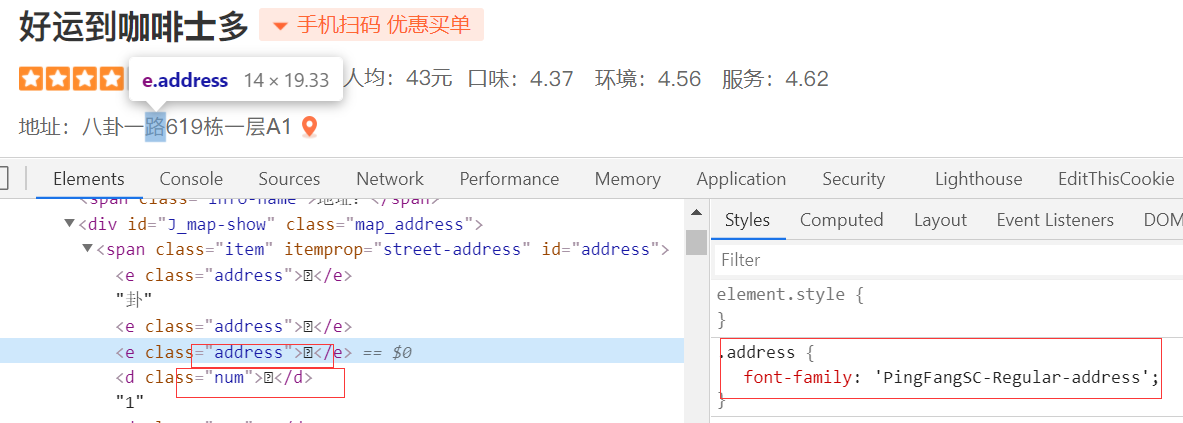 好运到咖啡士多 手机扫码 优惠买单
e.address 14 × 19.33 人均：43元 口味：4.37 环境：4.56 服务：4.62
地址：八卦一路619栋一层A1
Elements Console Sources Network Performance Memory Application Security Lighthouse EditThisCookie
<span class="info-name">地址：</span>
<div id="J_map-show" class="map_address">
<span class="item" itemprop="street-address" id="address">
<e class="address"></e>
"卦"
<e class="address"></e>
<e class="address"></e> == $0
<d class="num"></d>
"1"
Styles Computed Layout Event Listeners DOM
Filter
element.style {
}
.address {
font-family: 'PingFangSC-Regular-address';
}